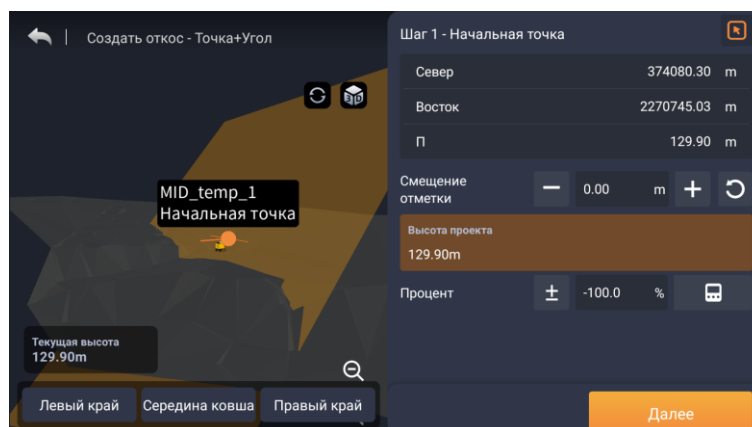 Создать откос - Точка+Угол
3D
MID_temp_1
Начальная точка
Текущая высота
129.90m
Левый край
Середина ковша
Правый край
Шаг 1 - Начальная точка
Север 374080.30 m
Восток 2270745.03 m
П 129.90 m
Смещение
отметки
0.00 m
Высота проекта
129.90m
Процент ± -100.0 %
Далее